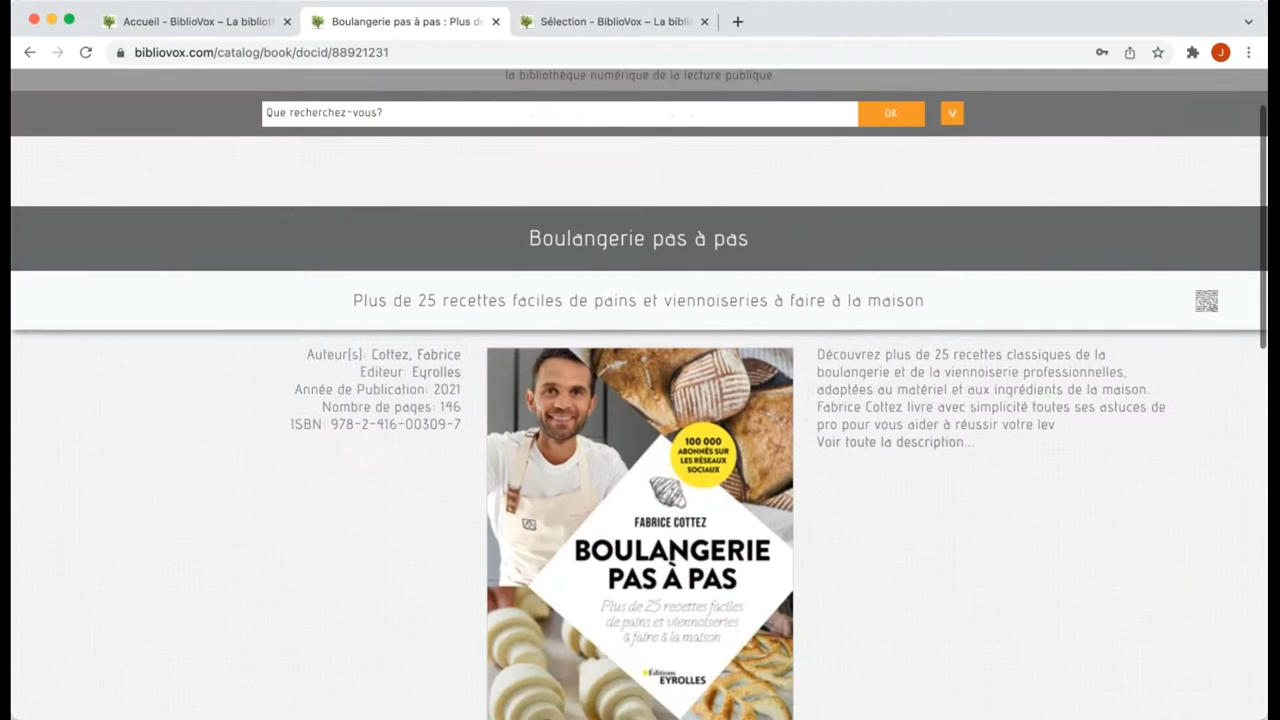 Accueil - BiblioVox – La bibliot
Boulangerie pas à pas : Plus de
Sélection - BiblioVox – La bibli
bibliovox.com/catalog/book/docid/88921231
J
la bibliothèque numérique de la lecture publique
Que recherchez-vous?
OK
Boulangerie pas à pas
Plus de 25 recettes faciles de pains et viennoiseries à faire à la maison
Auteur(s): Cottez, Fabrice
Editeur: Eyrolles
Année de Publication: 2021
Nombre de pages: 146
ISBN: 978-2-416-00309-7
100 000
ABONNÉS SUR
LES RÉSEAUX
SOCIAUX
FABRICE COTTEZ
BOULANGERIE
PAS À PAS
Plus de 25 recettes faciles
de pains et viennoiseries
à faire à la maison
Éditions
EYROLLES
Découvrez plus de 25 recettes classiques de la
boulangerie et de la viennoiserie professionnelles,
adaptées au matériel et aux ingrédients de la maison.
Fabrice Cottez livre avec simplicité toutes ses astuces de
pro pour vous aider à réussir votre lev
Voir toute la description...